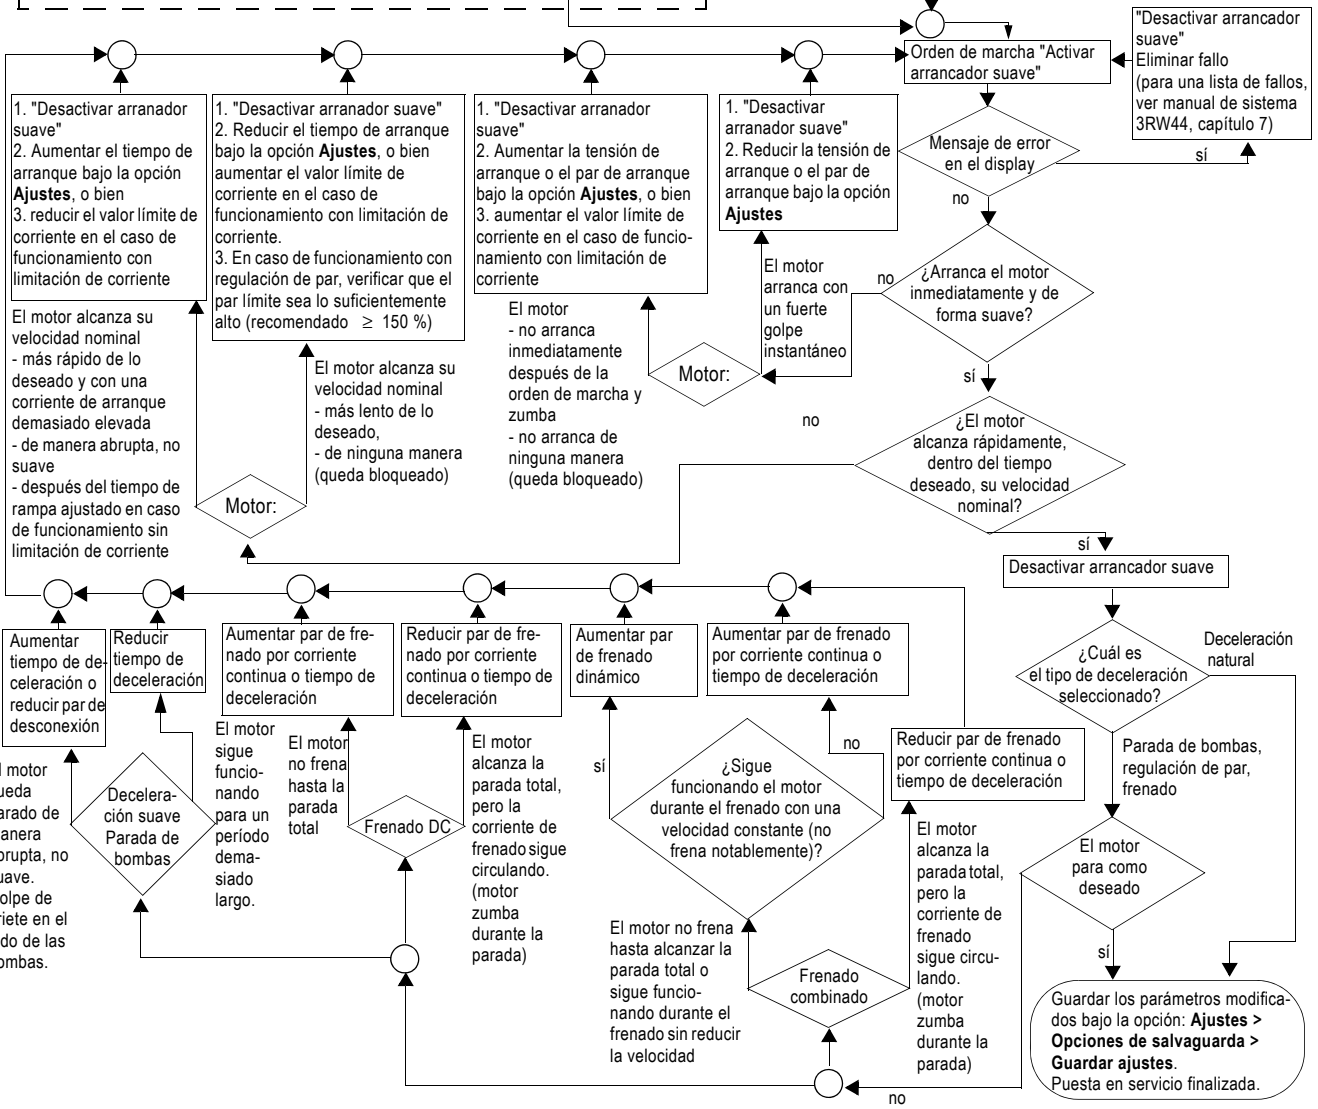 "Desactivar arrancador
suave"
Eliminar fallo
(para una lista de fallos,
ver manual de sistema
3RW44, capítulo 7)
Orden de marcha "Activar
arrancador suave"
1. "Desactivar arranador
suave"
2. Aumentar el tiempo de
arranque bajo la opción
Ajustes, o bien
3. reducir el valor límite de
corriente en el caso de
funcionamiento con
limitación de corriente
1. "Desactivar arranador suave"
2. Reducir el tiempo de arranque
bajo la opción Ajustes, o bien
aumentar el valor límite de
corriente en el caso de
funcionamiento con limitación de
corriente.
3. En caso de funcionamiento con
regulación de par, verificar que el
par límite sea lo suficientemente
alto (recomendado ≥ 150 %)
1. "Desactivar arranador
suave"
2. Aumentar la tensión de
arranque o el par de arranque
bajo la opción Ajustes, o bien
3. aumentar el valor límite de
corriente en el caso de funcio-
namiento con limitación de
corriente
1. "Desactivar
arranador suave"
2. Reducir la tensión de
arranque o el par de
arranque bajo la opción
Ajustes
Mensaje de error
en el display
sí
no
¿Arranca el motor
inmediatamente y de
forma suave?
no
sí
El motor
arranca con
un fuerte
golpe
instantáneo
Motor:
El motor
- no arranca
inmediatamente
después de la
orden de marcha y
zumba
- no arranca de
ninguna manera
(queda bloqueado)
El motor alcanza su
velocidad nominal
- más lento de lo
deseado,
- de ninguna manera
(queda bloqueado)
El motor alcanza su
velocidad nominal
- más rápido de lo
deseado y con una
corriente de arranque
demasiado elevada
- de manera abrupta, no
suave
- después del tiempo de
rampa ajustado en caso
de funcionamiento sin
limitación de corriente
Motor:
no
¿El motor
alcanza rápidamente,
dentro del tiempo
deseado, su velocidad
nominal?
sí
Desactivar arrancador suave
¿Cuál es
el tipo de deceleración
seleccionado?
Deceleración
natural
Parada de bombas,
regulación de par,
frenado
El motor
para como
deseado
sí
no
Guardar los parámetros modifica-
dos bajo la opción: Ajustes >
Opciones de salvaguarda >
Guardar ajustes.
Puesta en servicio finalizada.
Aumentar
tiempo de de-
celeración o
reducir par de
desconexión
Reducir
tiempo de
deceleración
Aumentar par de fre-
nado por corriente
continua o tiempo de
deceleración
Reducir par de fre-
nado por corriente
continua o tiempo de
deceleración
Aumentar par
de frenado
dinámico
Aumentar par de frenado
por corriente continua o
tiempo de deceleración
Reducir par de frenado
por corriente continua o
tiempo de deceleración
l motor
ueda
arado de
anera
brupta, no
uave.
olpe de
riete en el
do de las
ombas.
Decelera-
ción suave
Parada de
bombas
El motor
sigue
funcio-
nando
para un
período
dema-
siado
largo.
El motor
no frena
hasta la
parada
total
Frenado DC
El motor
alcanza la
parada total,
pero la
corriente de
frenado sigue
circulando.
(motor
zumba
durante la
parada)
sí
¿Sigue
funcionando el motor
durante el frenado con una
velocidad constante (no
frena notablemente)?
no
El motor no frena
hasta alcanzar la
parada total o
sigue funcio-
nando durante el
frenado sin reducir
la velocidad
Frenado
combinado
El motor
alcanza la
parada total,
pero la
corriente de
frenado
sigue circu-
lando.
(motor
zumba
durante la
parada)